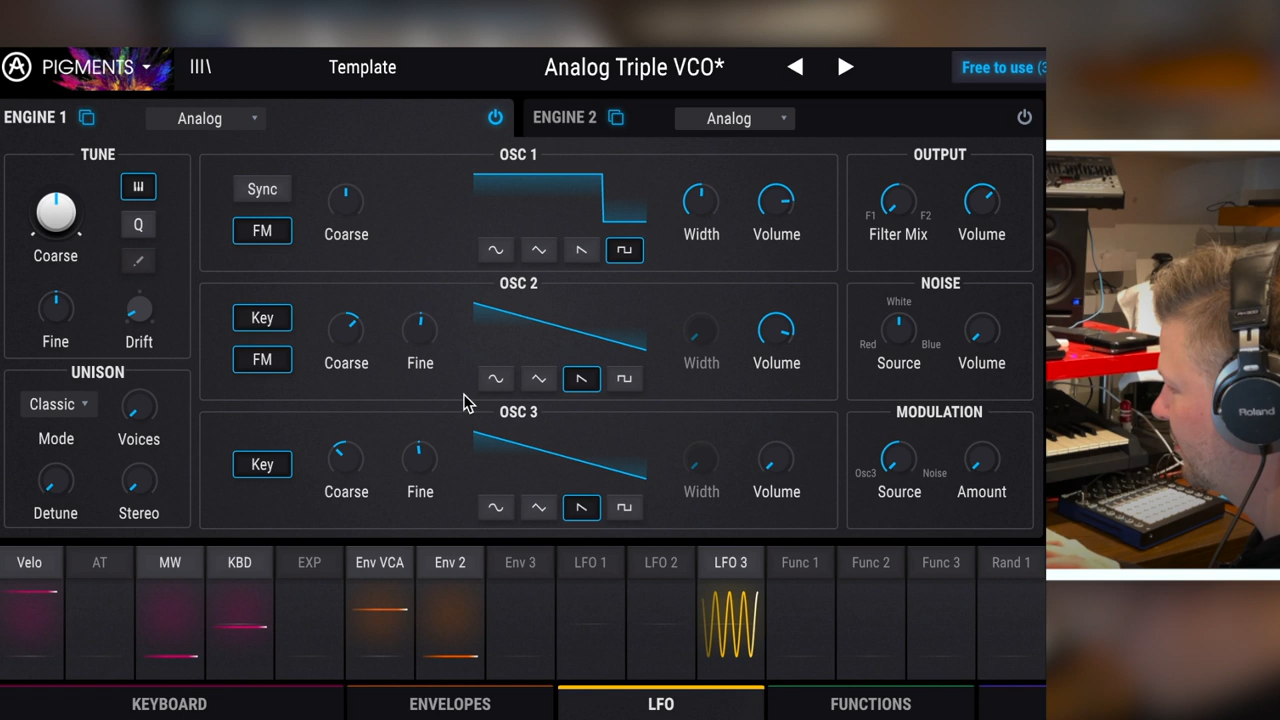 PIGMENTS
Template
Analog Triple VCO*
Free to use (3
ENGINE 1
Analog
ENGINE 2
Analog
TUNE
Coarse
Q
Fine
Drift
UNISON
Classic
Mode
Voices
Detune
Stereo
OSC 1
Sync
FM
Coarse
Width
Volume
OSC 2
Key
FM
Coarse
Fine
Width
Volume
OSC 3
Key
Coarse
Fine
Width
Volume
OUTPUT
F1
F2
Filter Mix
Volume
NOISE
White
Red
Blue
Source
Volume
MODULATION
Osc3
Noise
Source
Amount
Roland
Velo
AT
MW
KBD
EXP
Env VCA
Env 2
Env 3
LFO 1
LFO 2
LFO 3
Func 1
Func 2
Func 3
Rand 1
KEYBOARD
ENVELOPES
LFO
FUNCTIONS